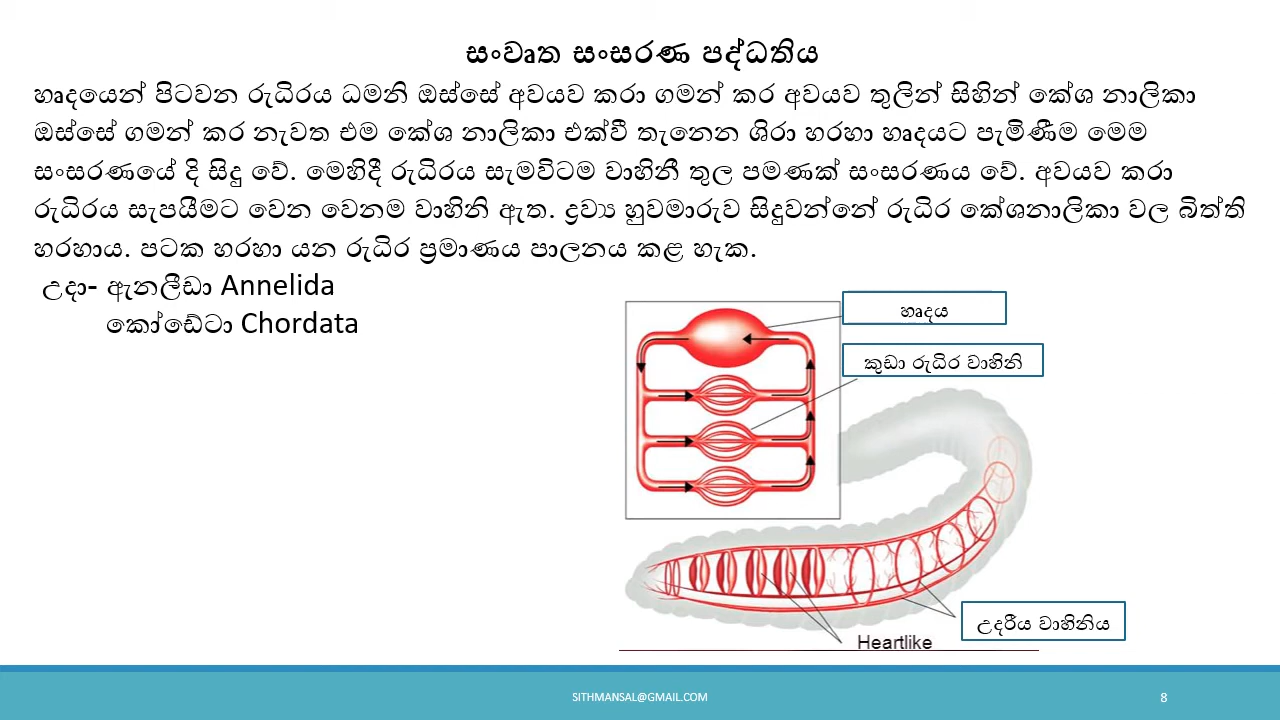 සංවෘත සංසරණ පද්ධතිය
හෘදයෙන් පිටවන රුධිරය ධමනි ඔස්සේ අවයව කරා ගමන් කර අවයව තුලින් සිහින් කේශ නාලිකා
ඔස්සේ ගමන් කර නැවත එම කේශ නාලිකා එක්වී තැනෙන ශිරා හරහා හෘදයට පැමිණීම මෙම
සංසරණයේ දි සිදු වේ. මෙහිදී රුධිරය සැමවිටම වාහිනී තුල පමණක් සංසරණය වේ. අවයව කරා
රුධිරය සැපයීමට වෙන වෙනම වාහිනි ඇත. ද්‍රව්‍ය හුවමාරුව සිදුවන්නේ රුධිර කේශනාලිකා වල බිත්ති
හරහාය. පටක හරහා යන රුධිර ප්‍රමාණය පාලනය කළ හැක.
උදා- ඇනලීඩා Annelida
කෝඩේටා Chordata
හෘදය
කුඩා රුධිර වාහිනි
උදරීය වාහිනිය
Heartlike
SITHMANSAL@GMAIL.COM
8